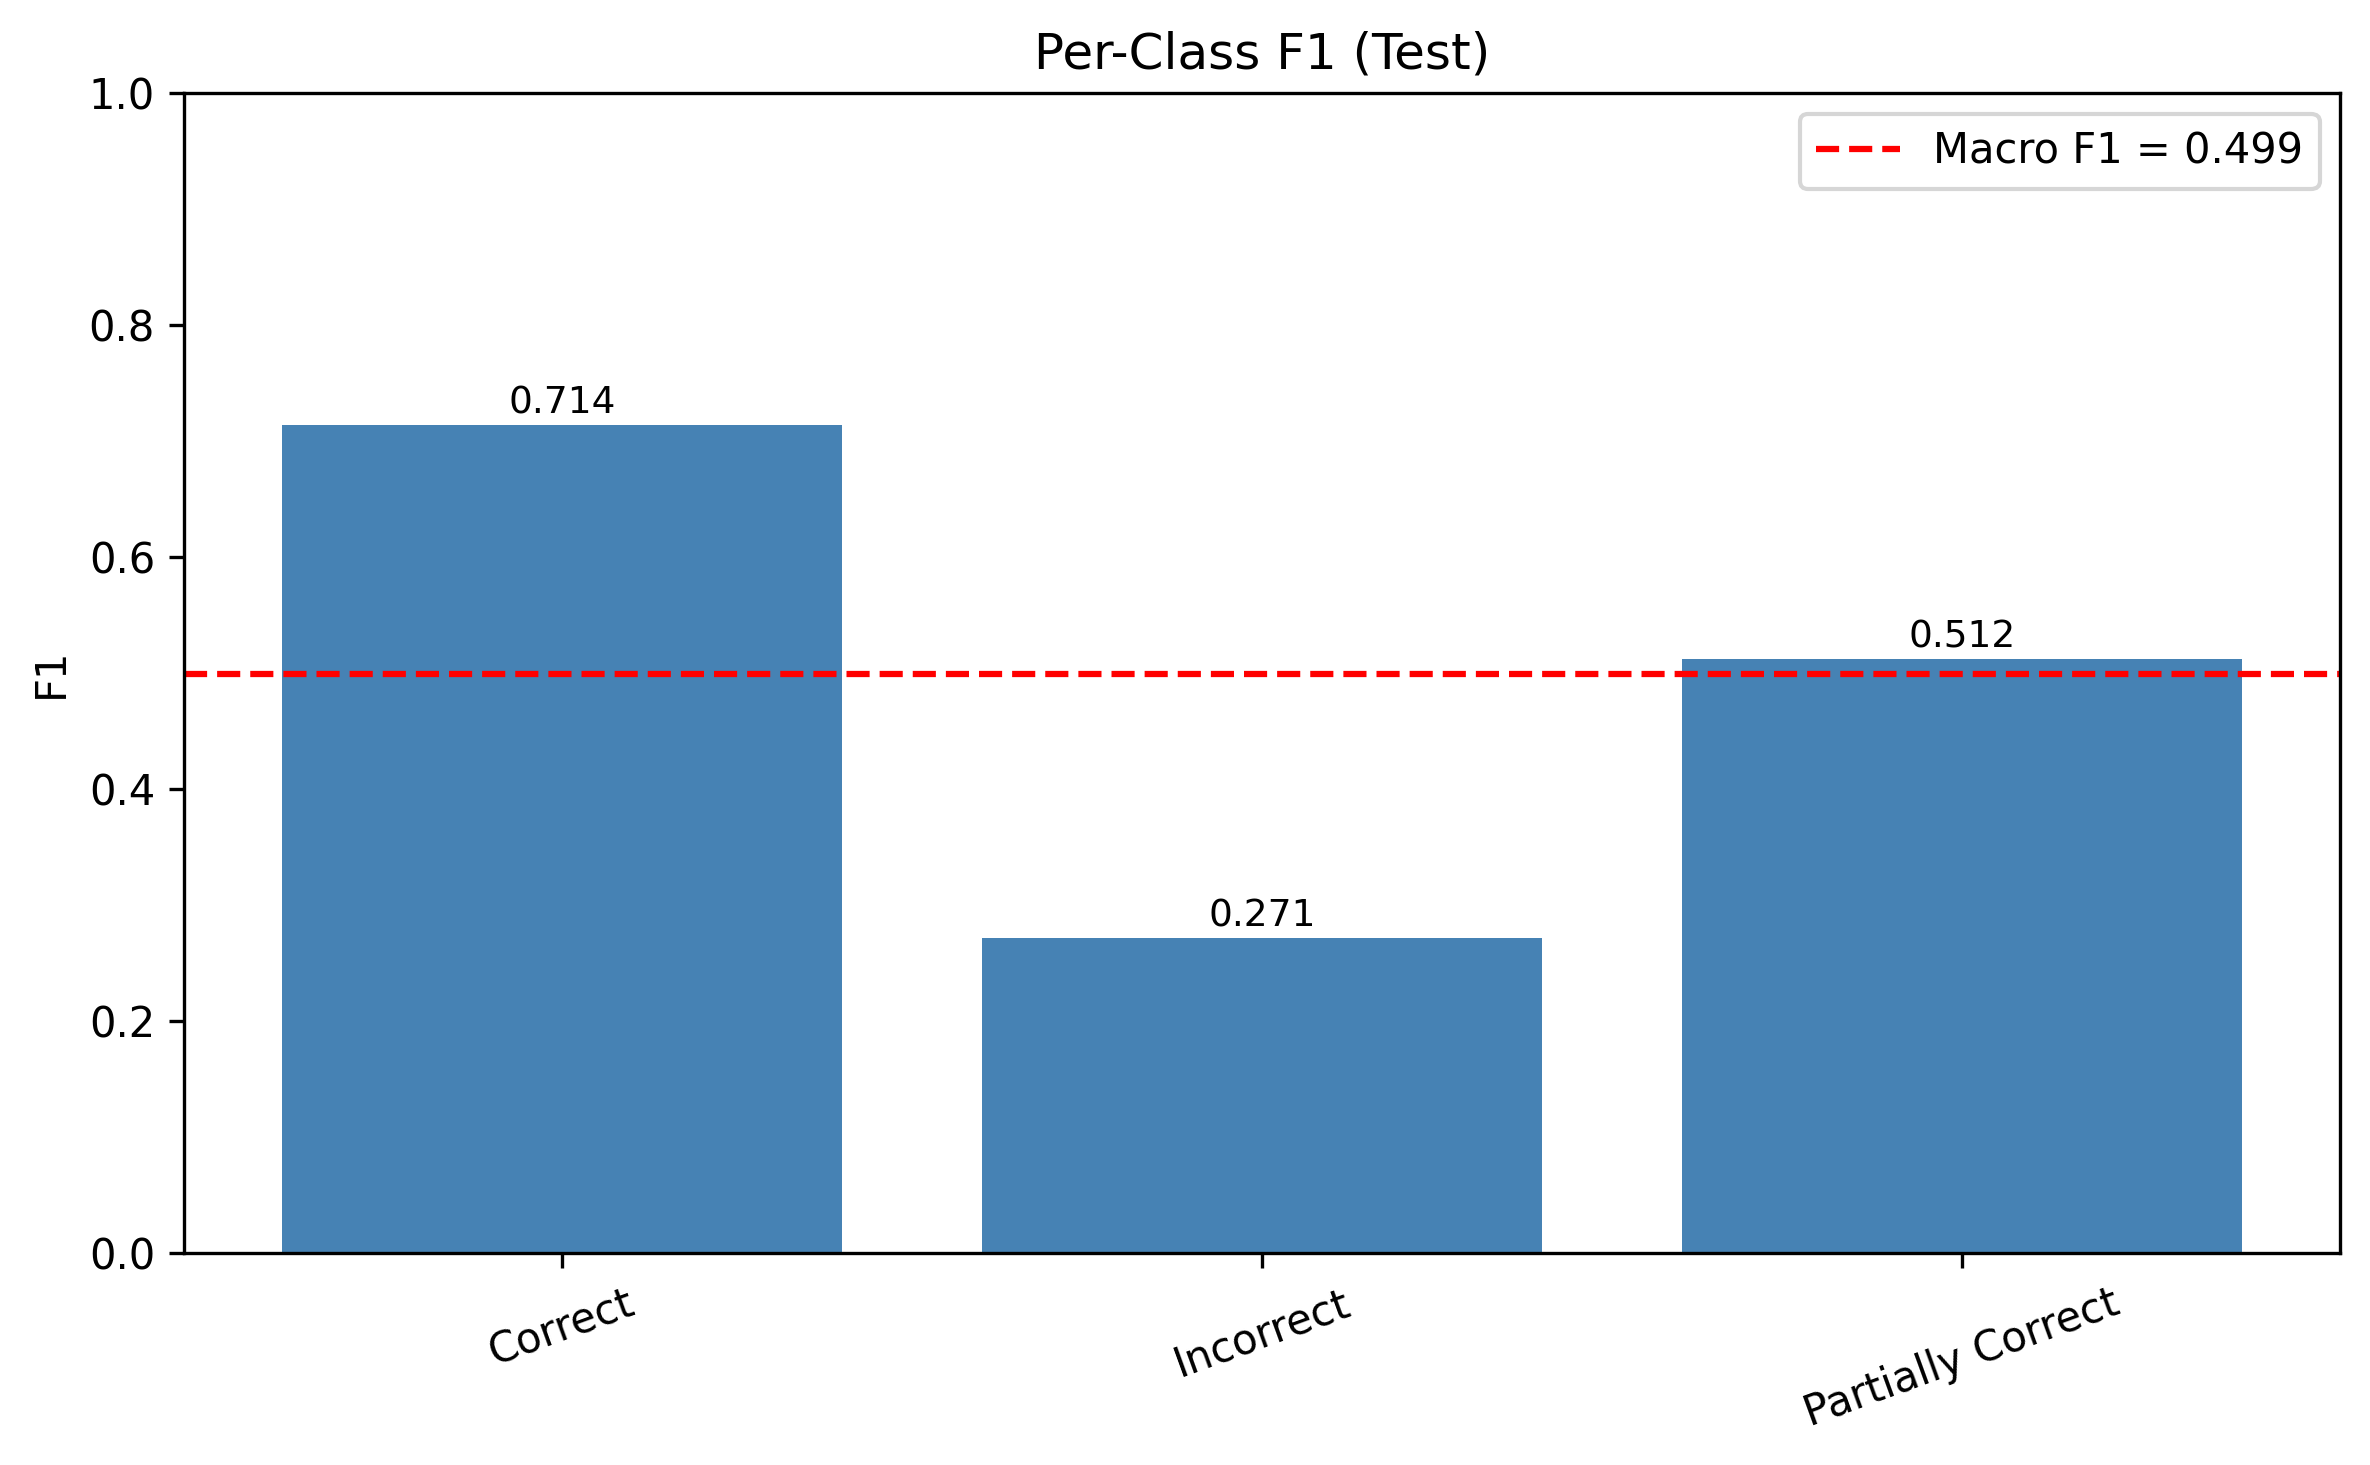 Per-Class F1 (Test)
Macro F1 = 0.499
1.0
0.8
0.6
0.4
0.2
0.0
F1
0.714
0.271
0.512
Correct
Incorrect
Partially Correct